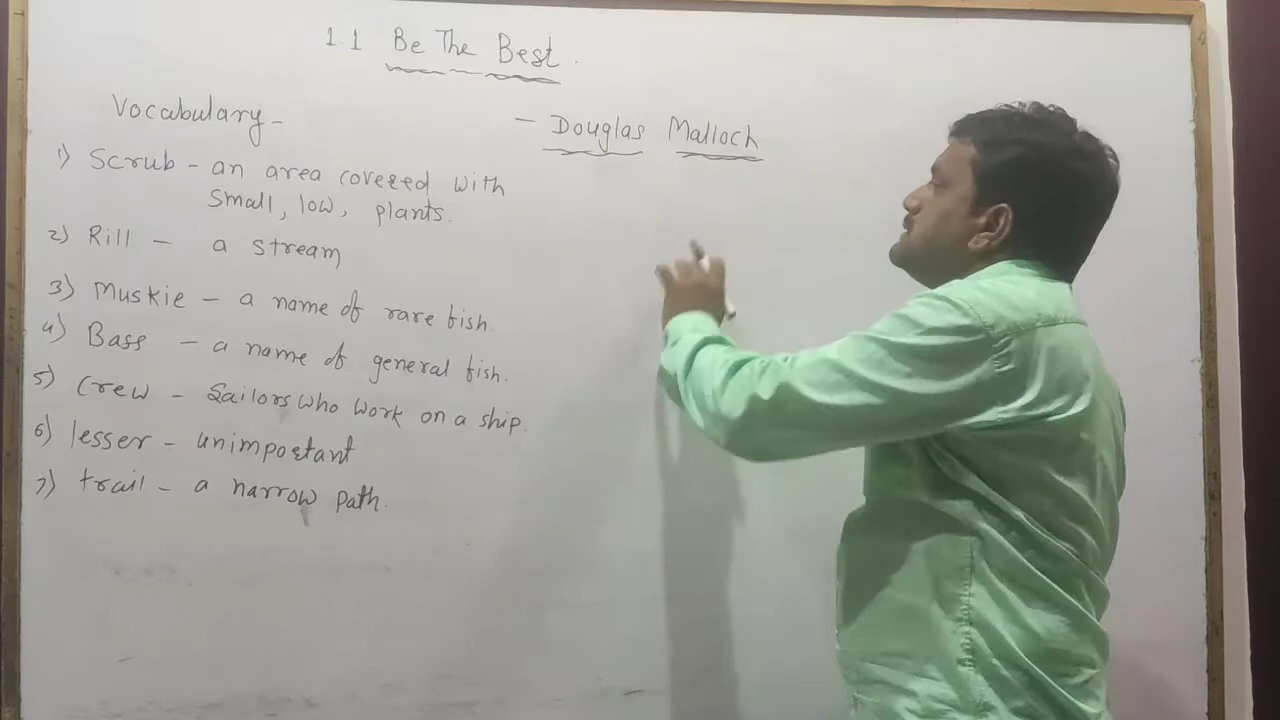 1.1 Be The Best.
- Douglas Malloch
Vocabulary-
1) Scrub - an area covered with
small, low, plants.
2) Rill - a stream
3) Muskie - a name of rare fish.
4) Bass - a name of general fish.
5) Crew - Sailors who work on a ship.
6) lesser - unimportant
7) trail - a narrow path.